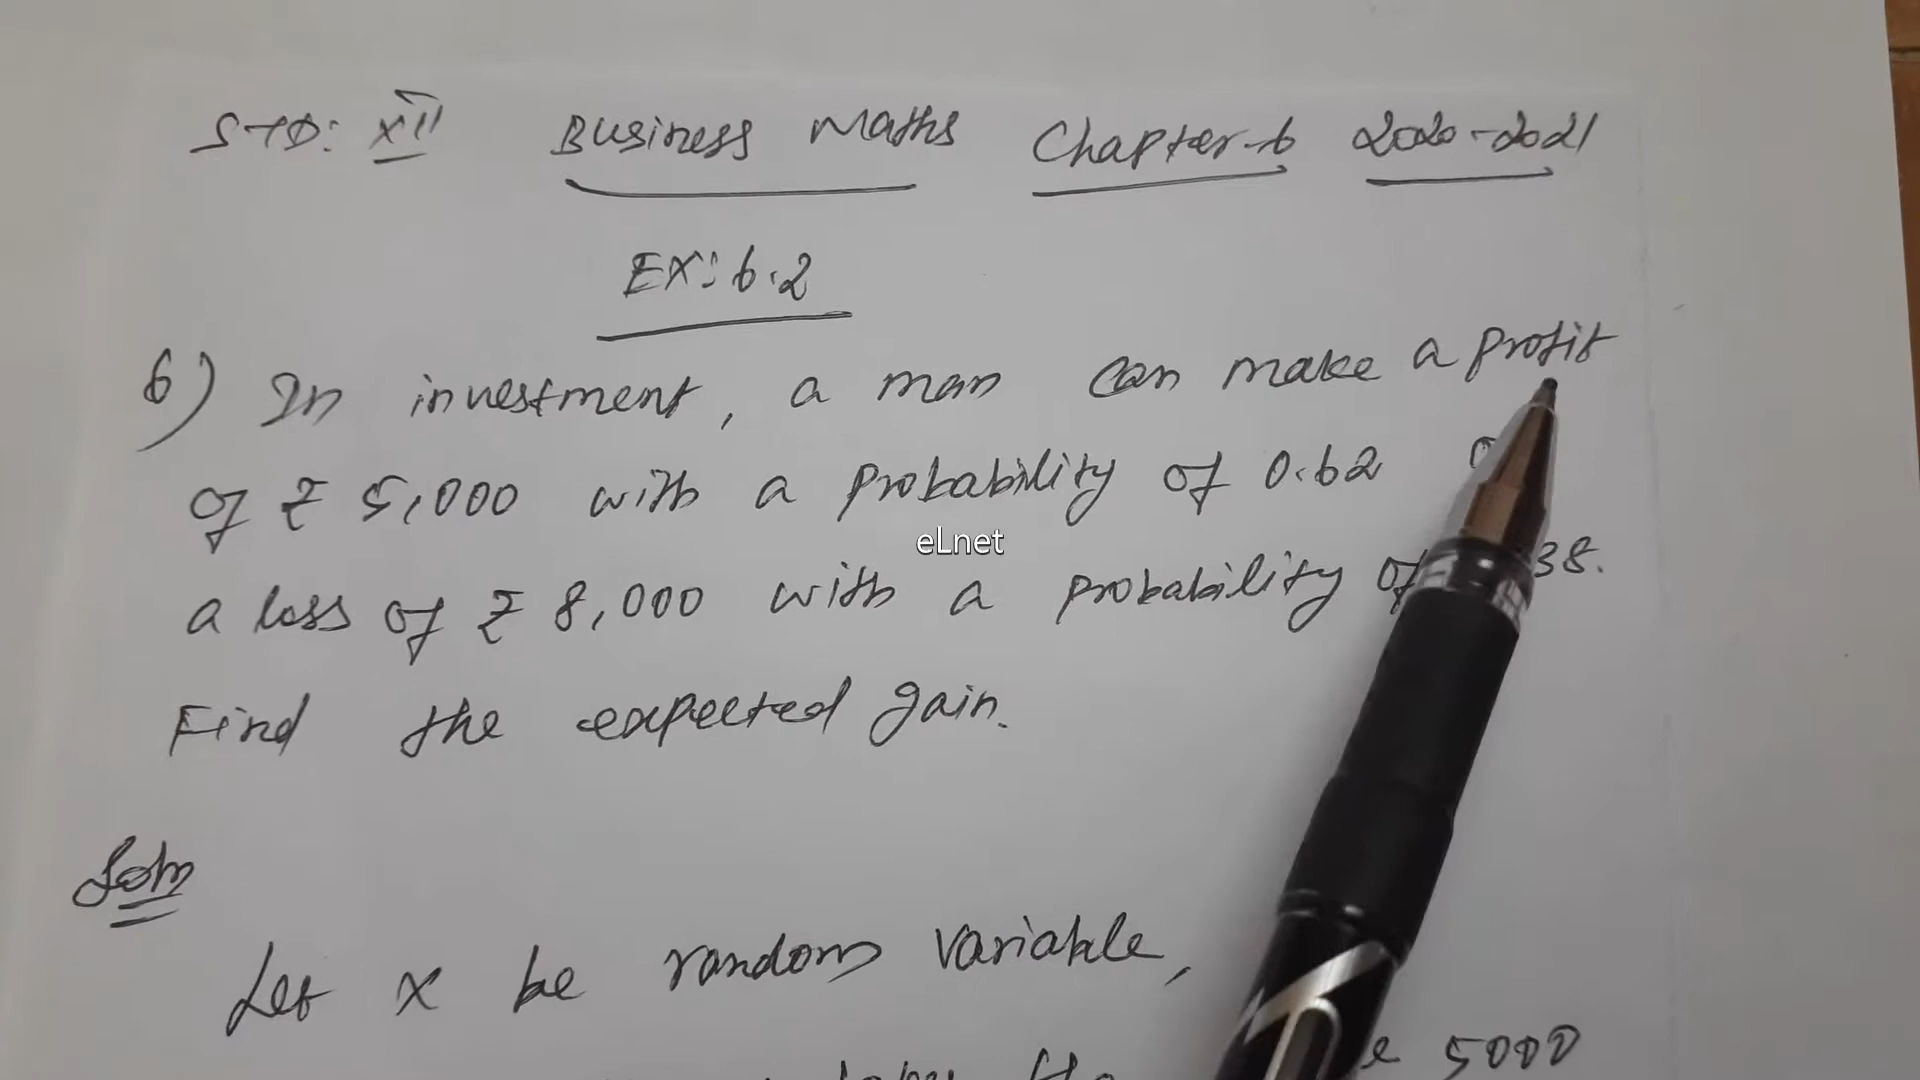 STD: XII Business Maths Chapter-6 2020-2021
EX: 6.2
6) In investment, a man can make a profit
of ₹ 5,000 with a probability of 0.62
a loss of ₹ 8,000 with a probability of 38.
Find the expected gain.
eLnet
Soln
Let x be random variable,
5000